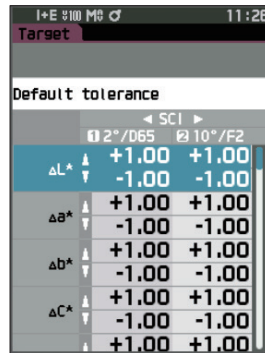 I+E 100 M 11:26
Target
Default tolerance
◄ SCI ►
1 2°/D65 2 10°/F2
ΔL* +1.00 +1.00
-1.00 -1.00
Δa* +1.00 +1.00
-1.00 -1.00
Δb* +1.00 +1.00
-1.00 -1.00
ΔC* +1.00 +1.00
-1.00 -1.00
+1.00 +1.00